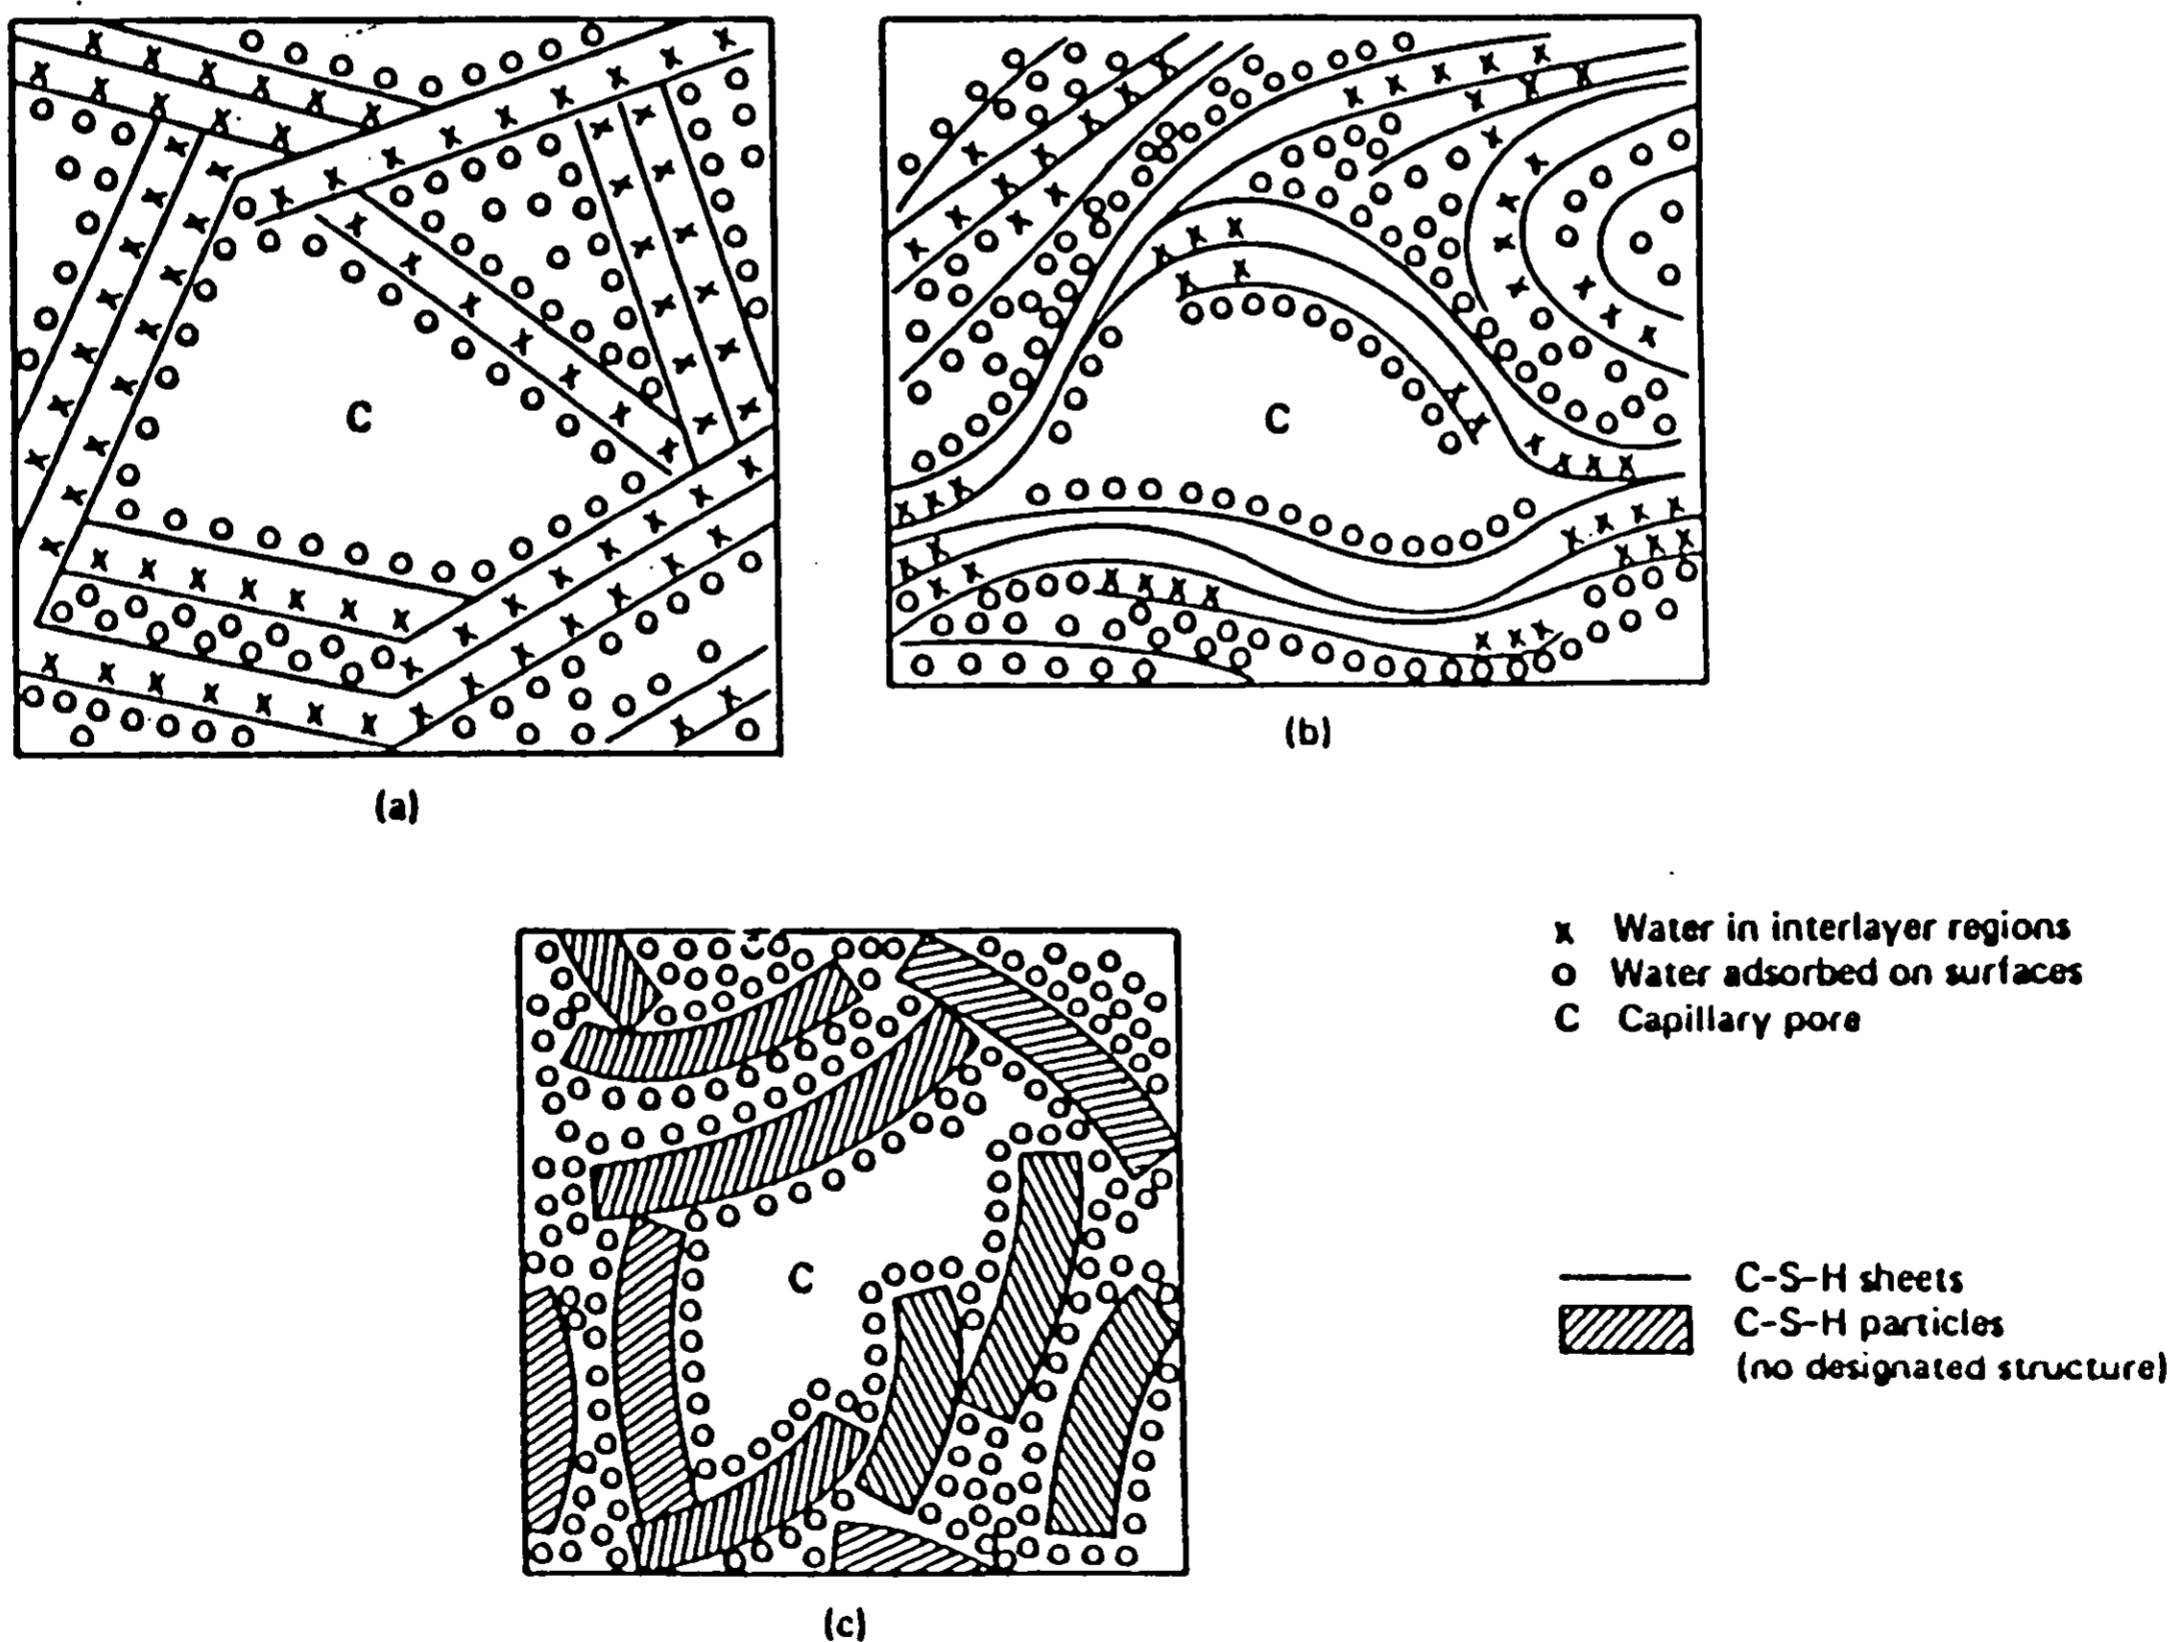 C
(a)
C
(b)
C
(c)
x Water in interlayer regions
o Water adsorbed on surfaces
C Capillary pore
C-S-H sheets
C-S-H particles
(no designated structure)